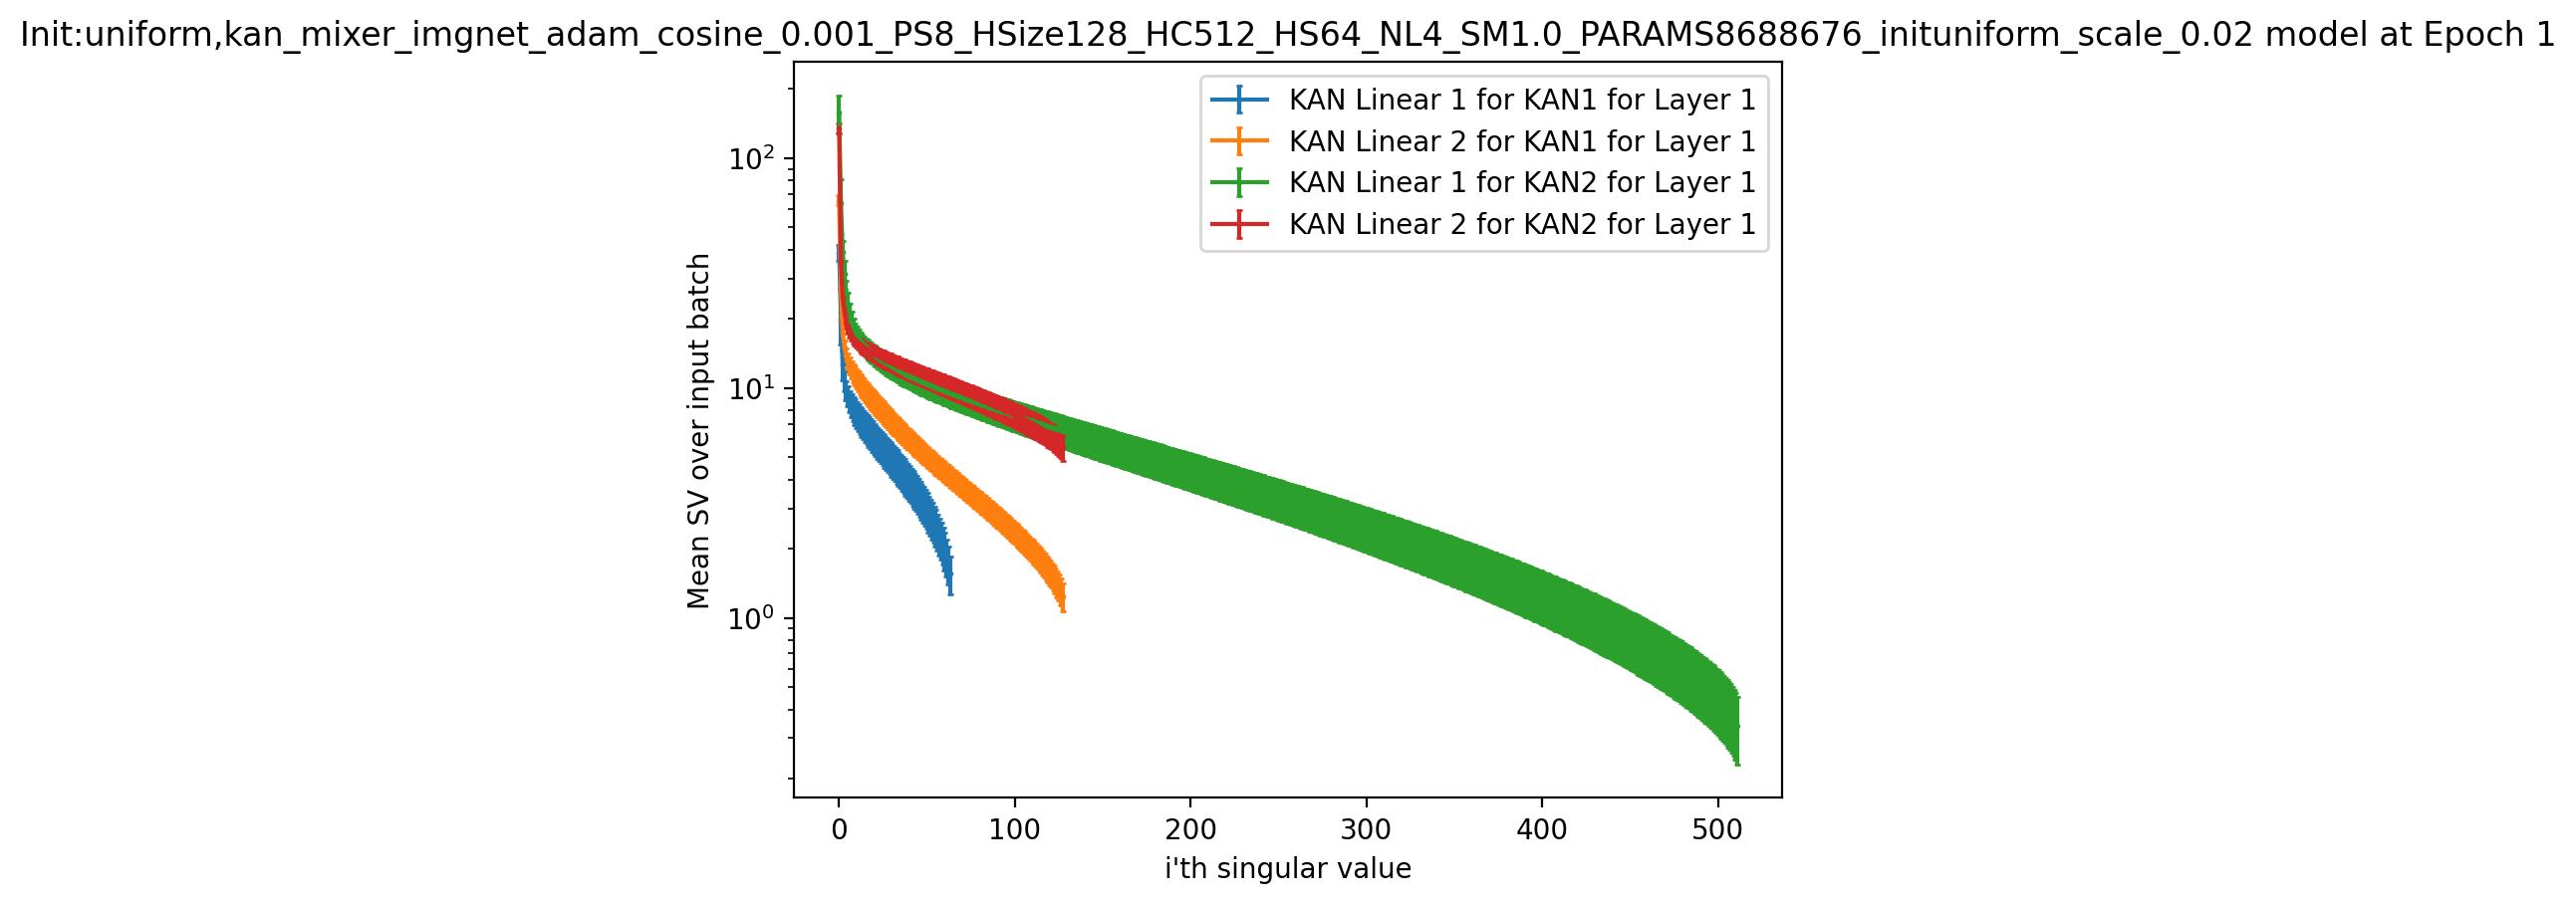 Init:uniform,kan_mixer_imgnet_adam_cosine_0.001_PS8_HSize128_HC512_HS64_NL4_SM1.0_PARAMS8688676_inituniform_scale_0.02 model at Epoch 1
KAN Linear 1 for KAN1 for Layer 1
KAN Linear 2 for KAN1 for Layer 1
KAN Linear 1 for KAN2 for Layer 1
KAN Linear 2 for KAN2 for Layer 1
Mean SV over input batch
10²
10¹
10⁰
0 100 200 300 400 500
i'th singular value